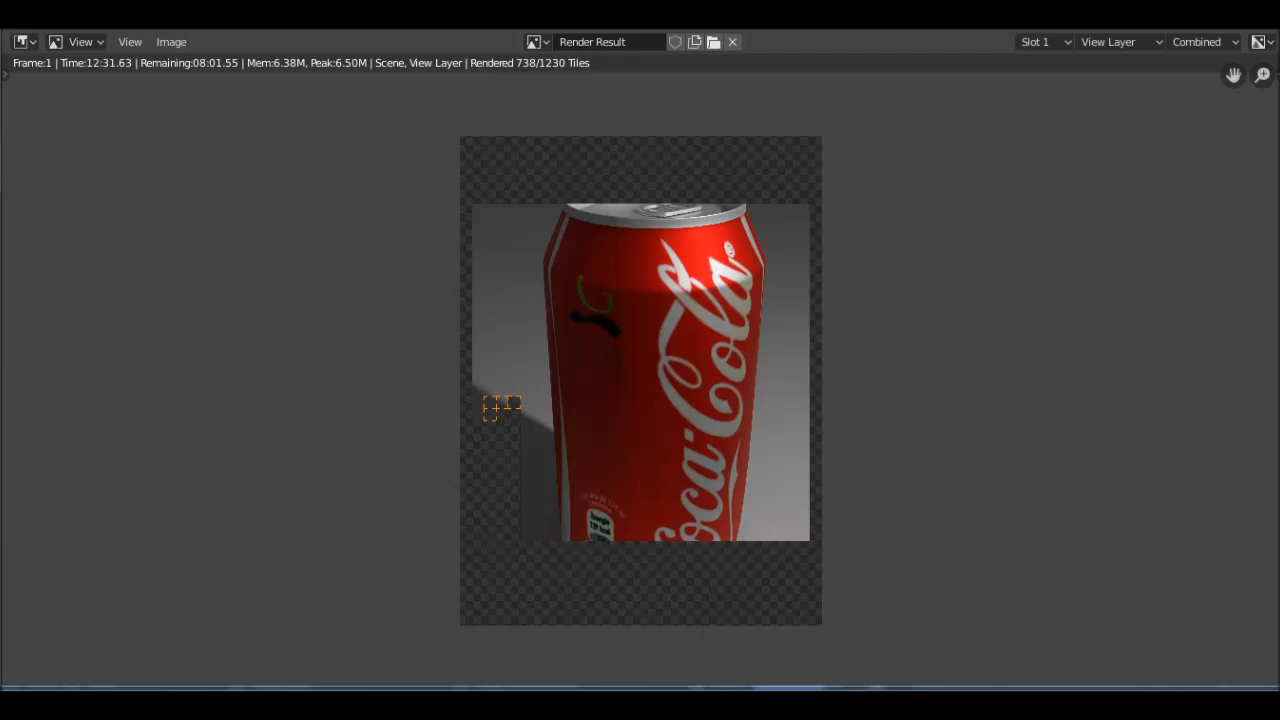 View View Image Render Result Slot 1 View Layer Combined
Frame:1 | Time:12:31.63 | Remaining:08:01.55 | Mem:6.38M, Peak:6.50M | Scene, View Layer | Rendered 738/1230 Tiles
Coca-Cola®